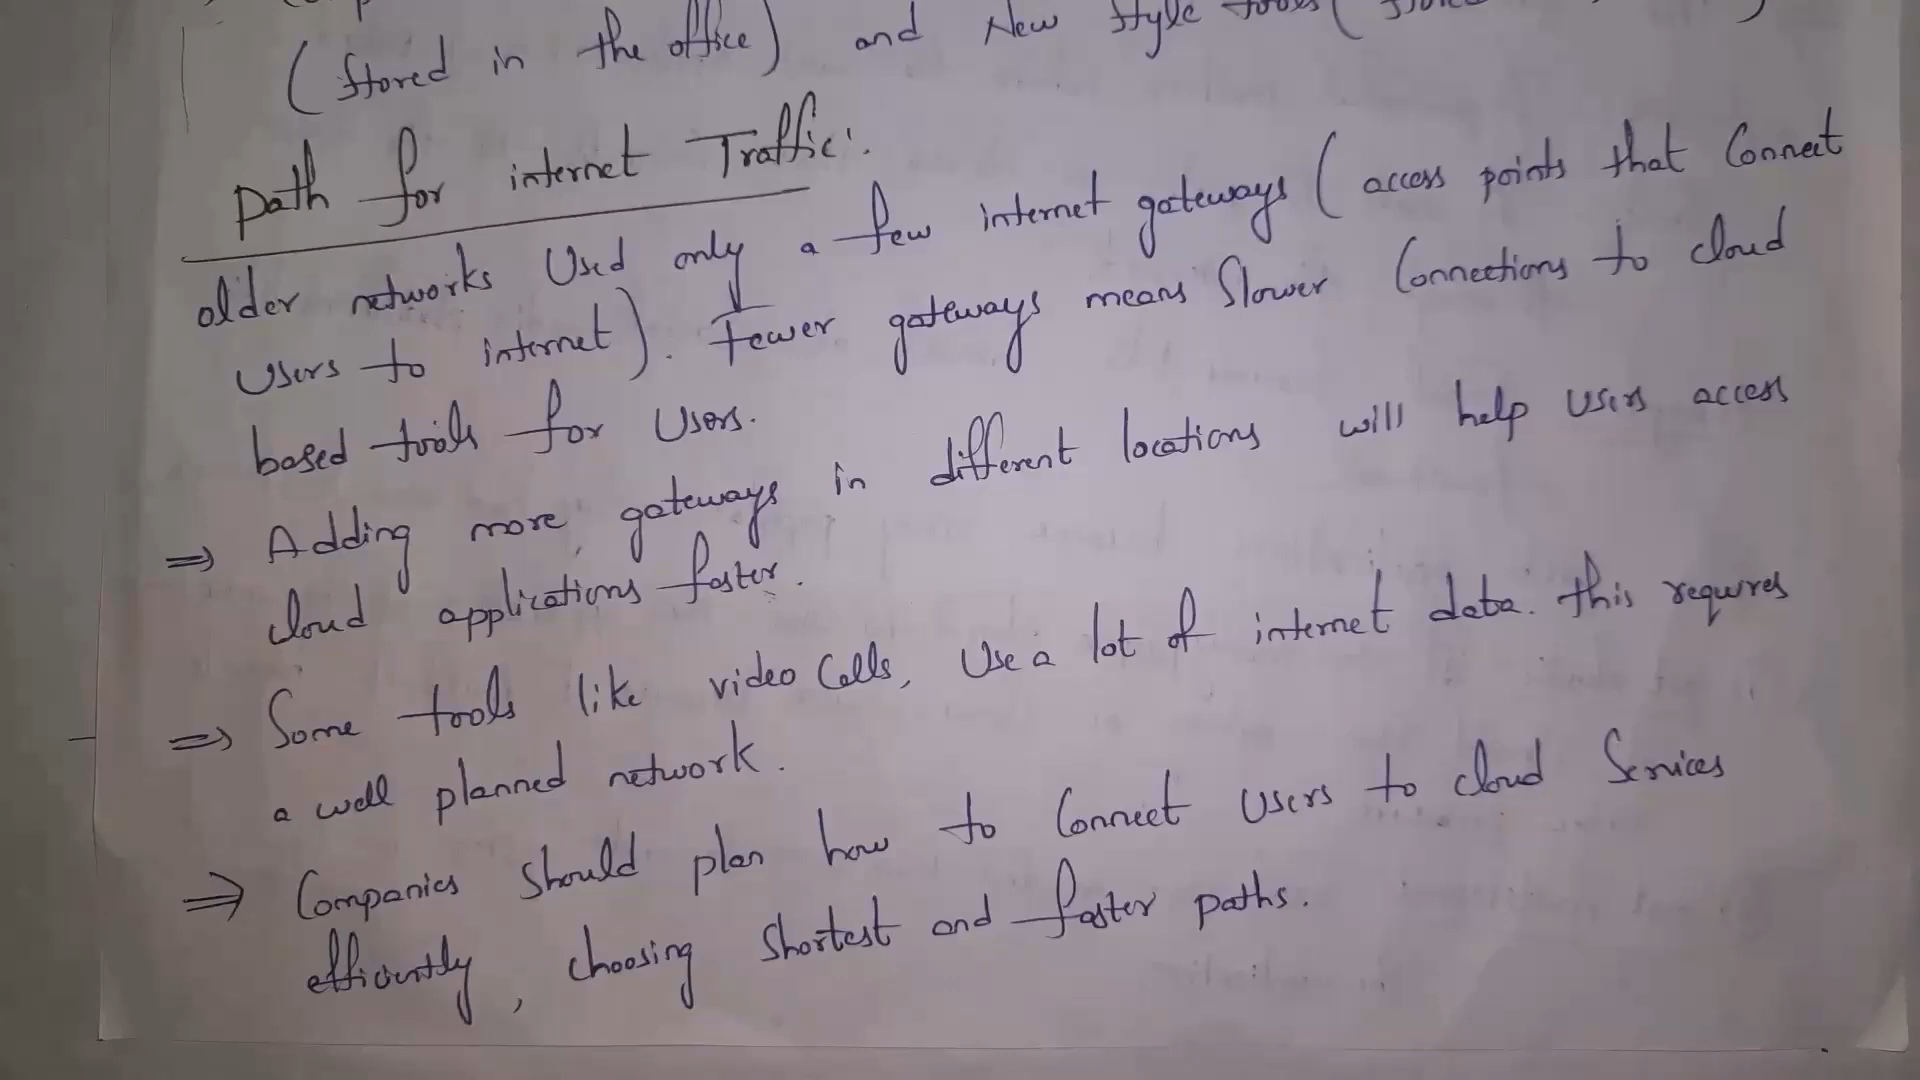 (Stored in the office) and New Style tools (
Path for internet Traffic:
older networks Used only a few internet gateways (access points that Connect
Users to internet). Fewer gateways means Slower Connections to cloud
based tools for Users.
⇒ Adding more gateways in different locations will help users access
cloud applications faster.
⇒ Some tools like video Calls, Use a lot of internet data. this requires
a well planned network.
⇒ Companies Should plan how to Connect Users to cloud Services
efficiently, choosing Shortest and faster paths.